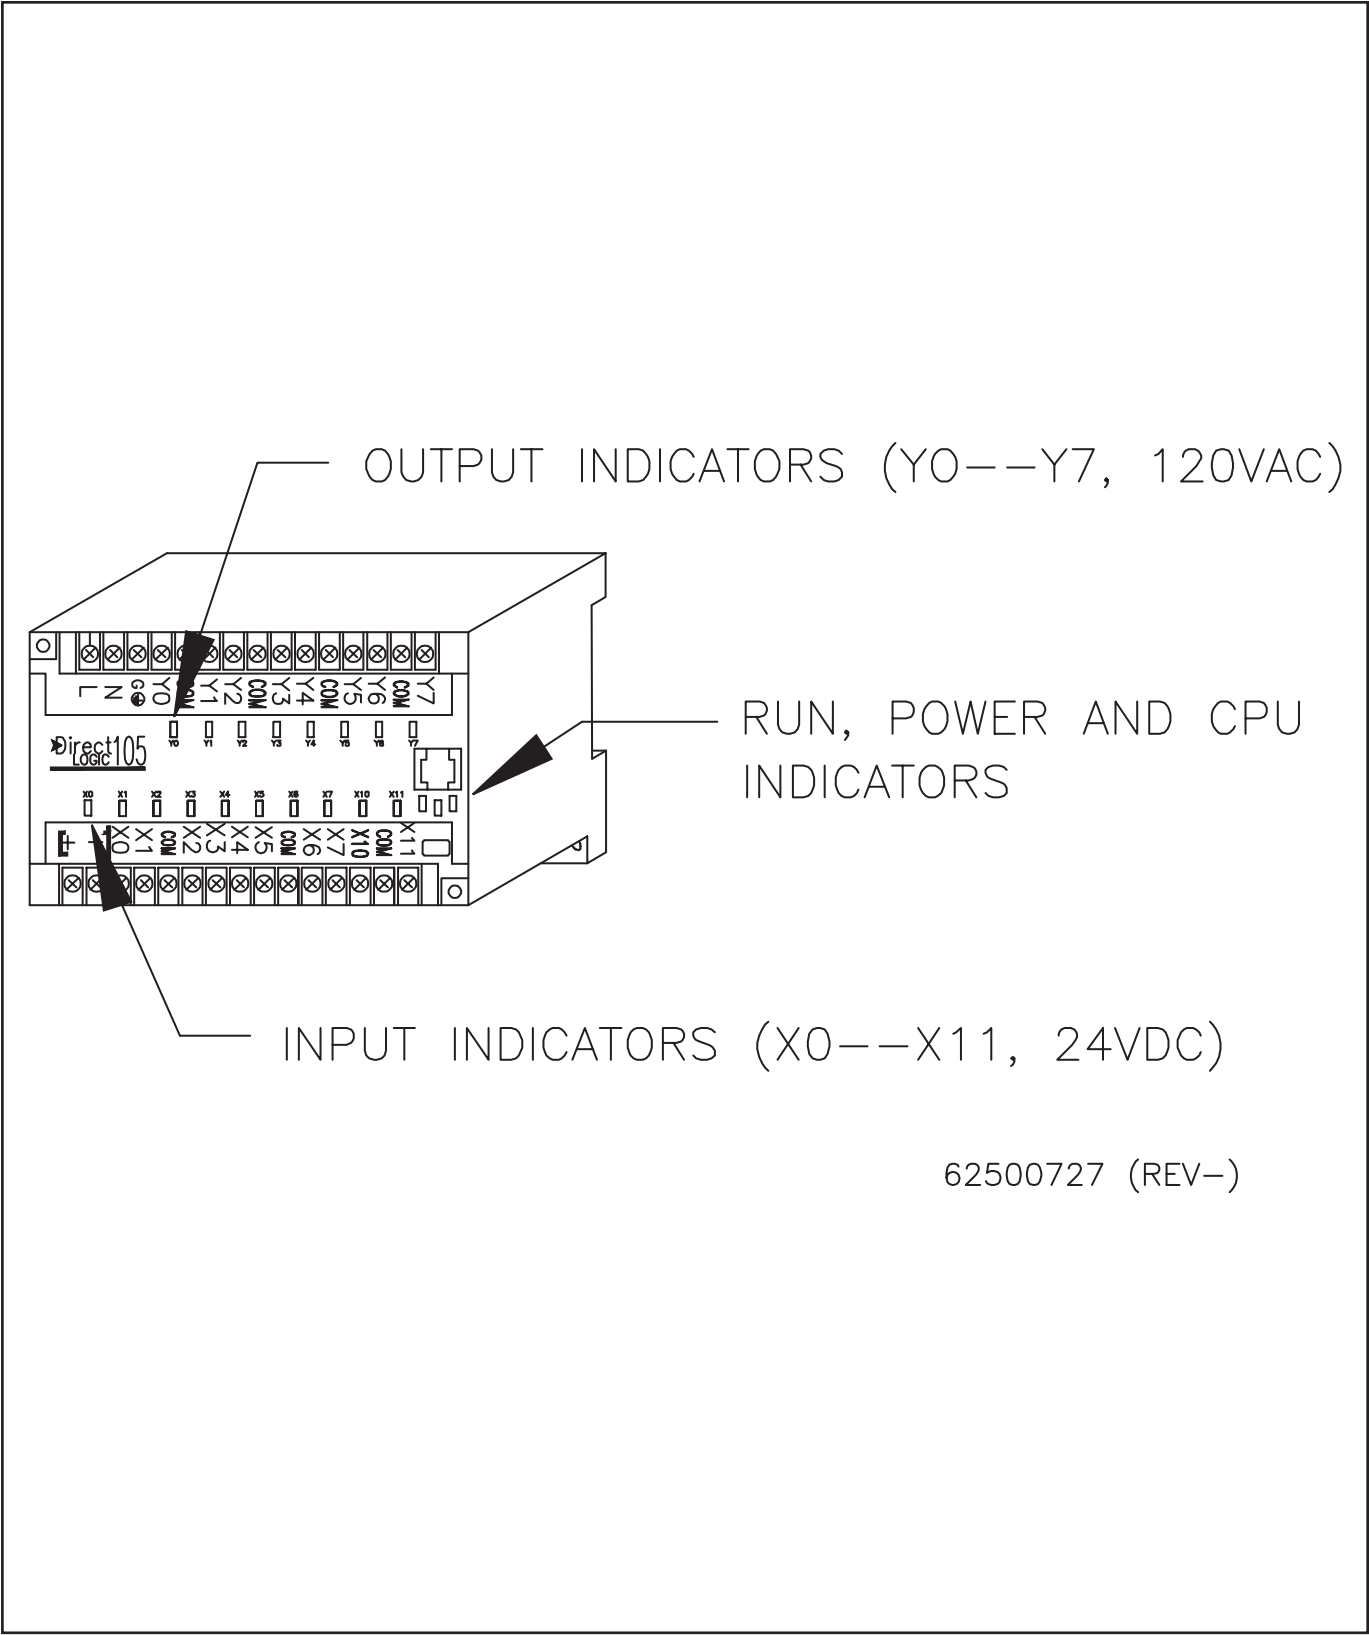 OUTPUT INDICATORS (Y0--Y7, 120VAC)
L N G Y0 COM Y1 Y2 COM Y3 Y4 COM Y5 Y6 COM Y7
Y0 Y1 Y2 Y3 Y4 Y5 Y6 Y7
Direct105
LOGIC
RUN, POWER AND CPU
INDICATORS
X0 X1 X2 X3 X4 X5 X6 X7 X10 X11
+ X0 X1 COM X2 X3 X4 X5 COM X6 X7 X10 COM X11
INPUT INDICATORS (X0--X11, 24VDC)
62500727 (REV-)